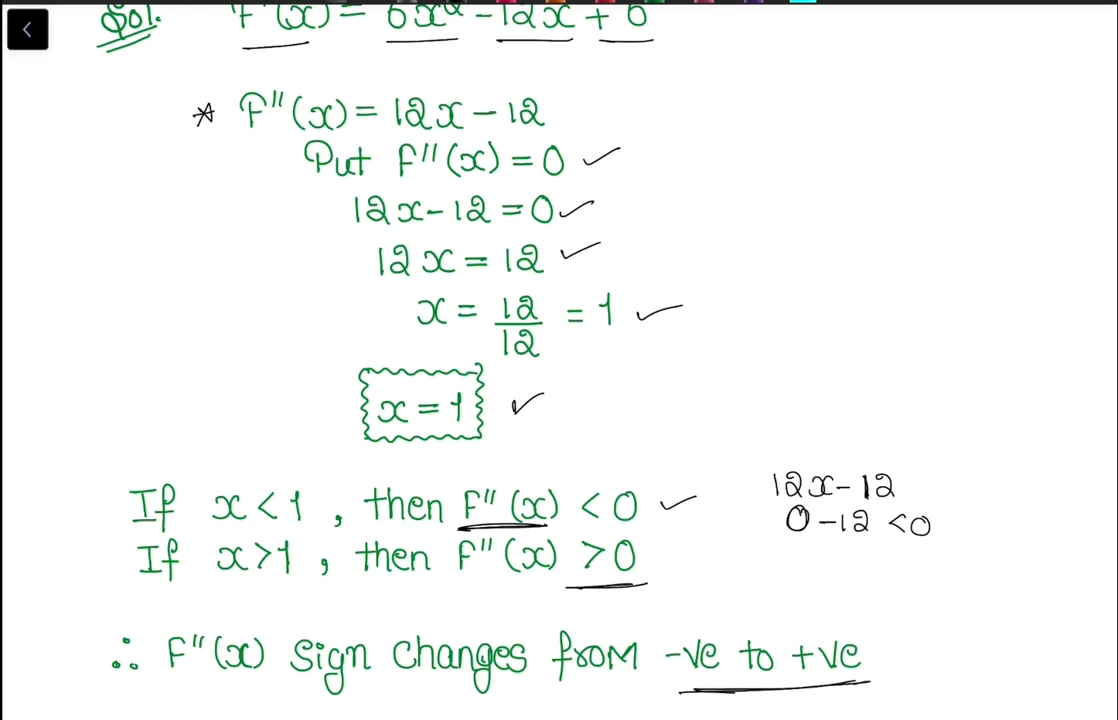 Sol. F'(x) = 6x² - 12x + 6
* F''(x) = 12x - 12
Put F''(x) = 0 ✓
12x - 12 = 0 ✓
12x = 12 ✓
x = 12/12 = 1 ✓
x = 1 ✓
If x < 1, then F''(x) < 0 ✓
12x - 12
0 - 12 < 0
If x > 1, then F''(x) > 0
∴ F''(x) Sign Changes from -ve to +ve